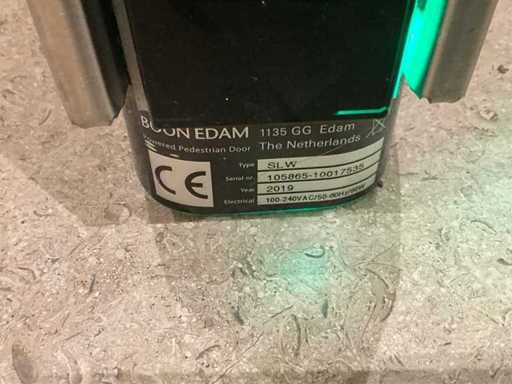 BOON EDAM 1135 GG Edam
Powered Pedestrian Door The Netherlands
Type SLW
Serial nr. 105865-10017535
Year 2019
Electrical 100-240VAC/50-60Hz/60W
CE